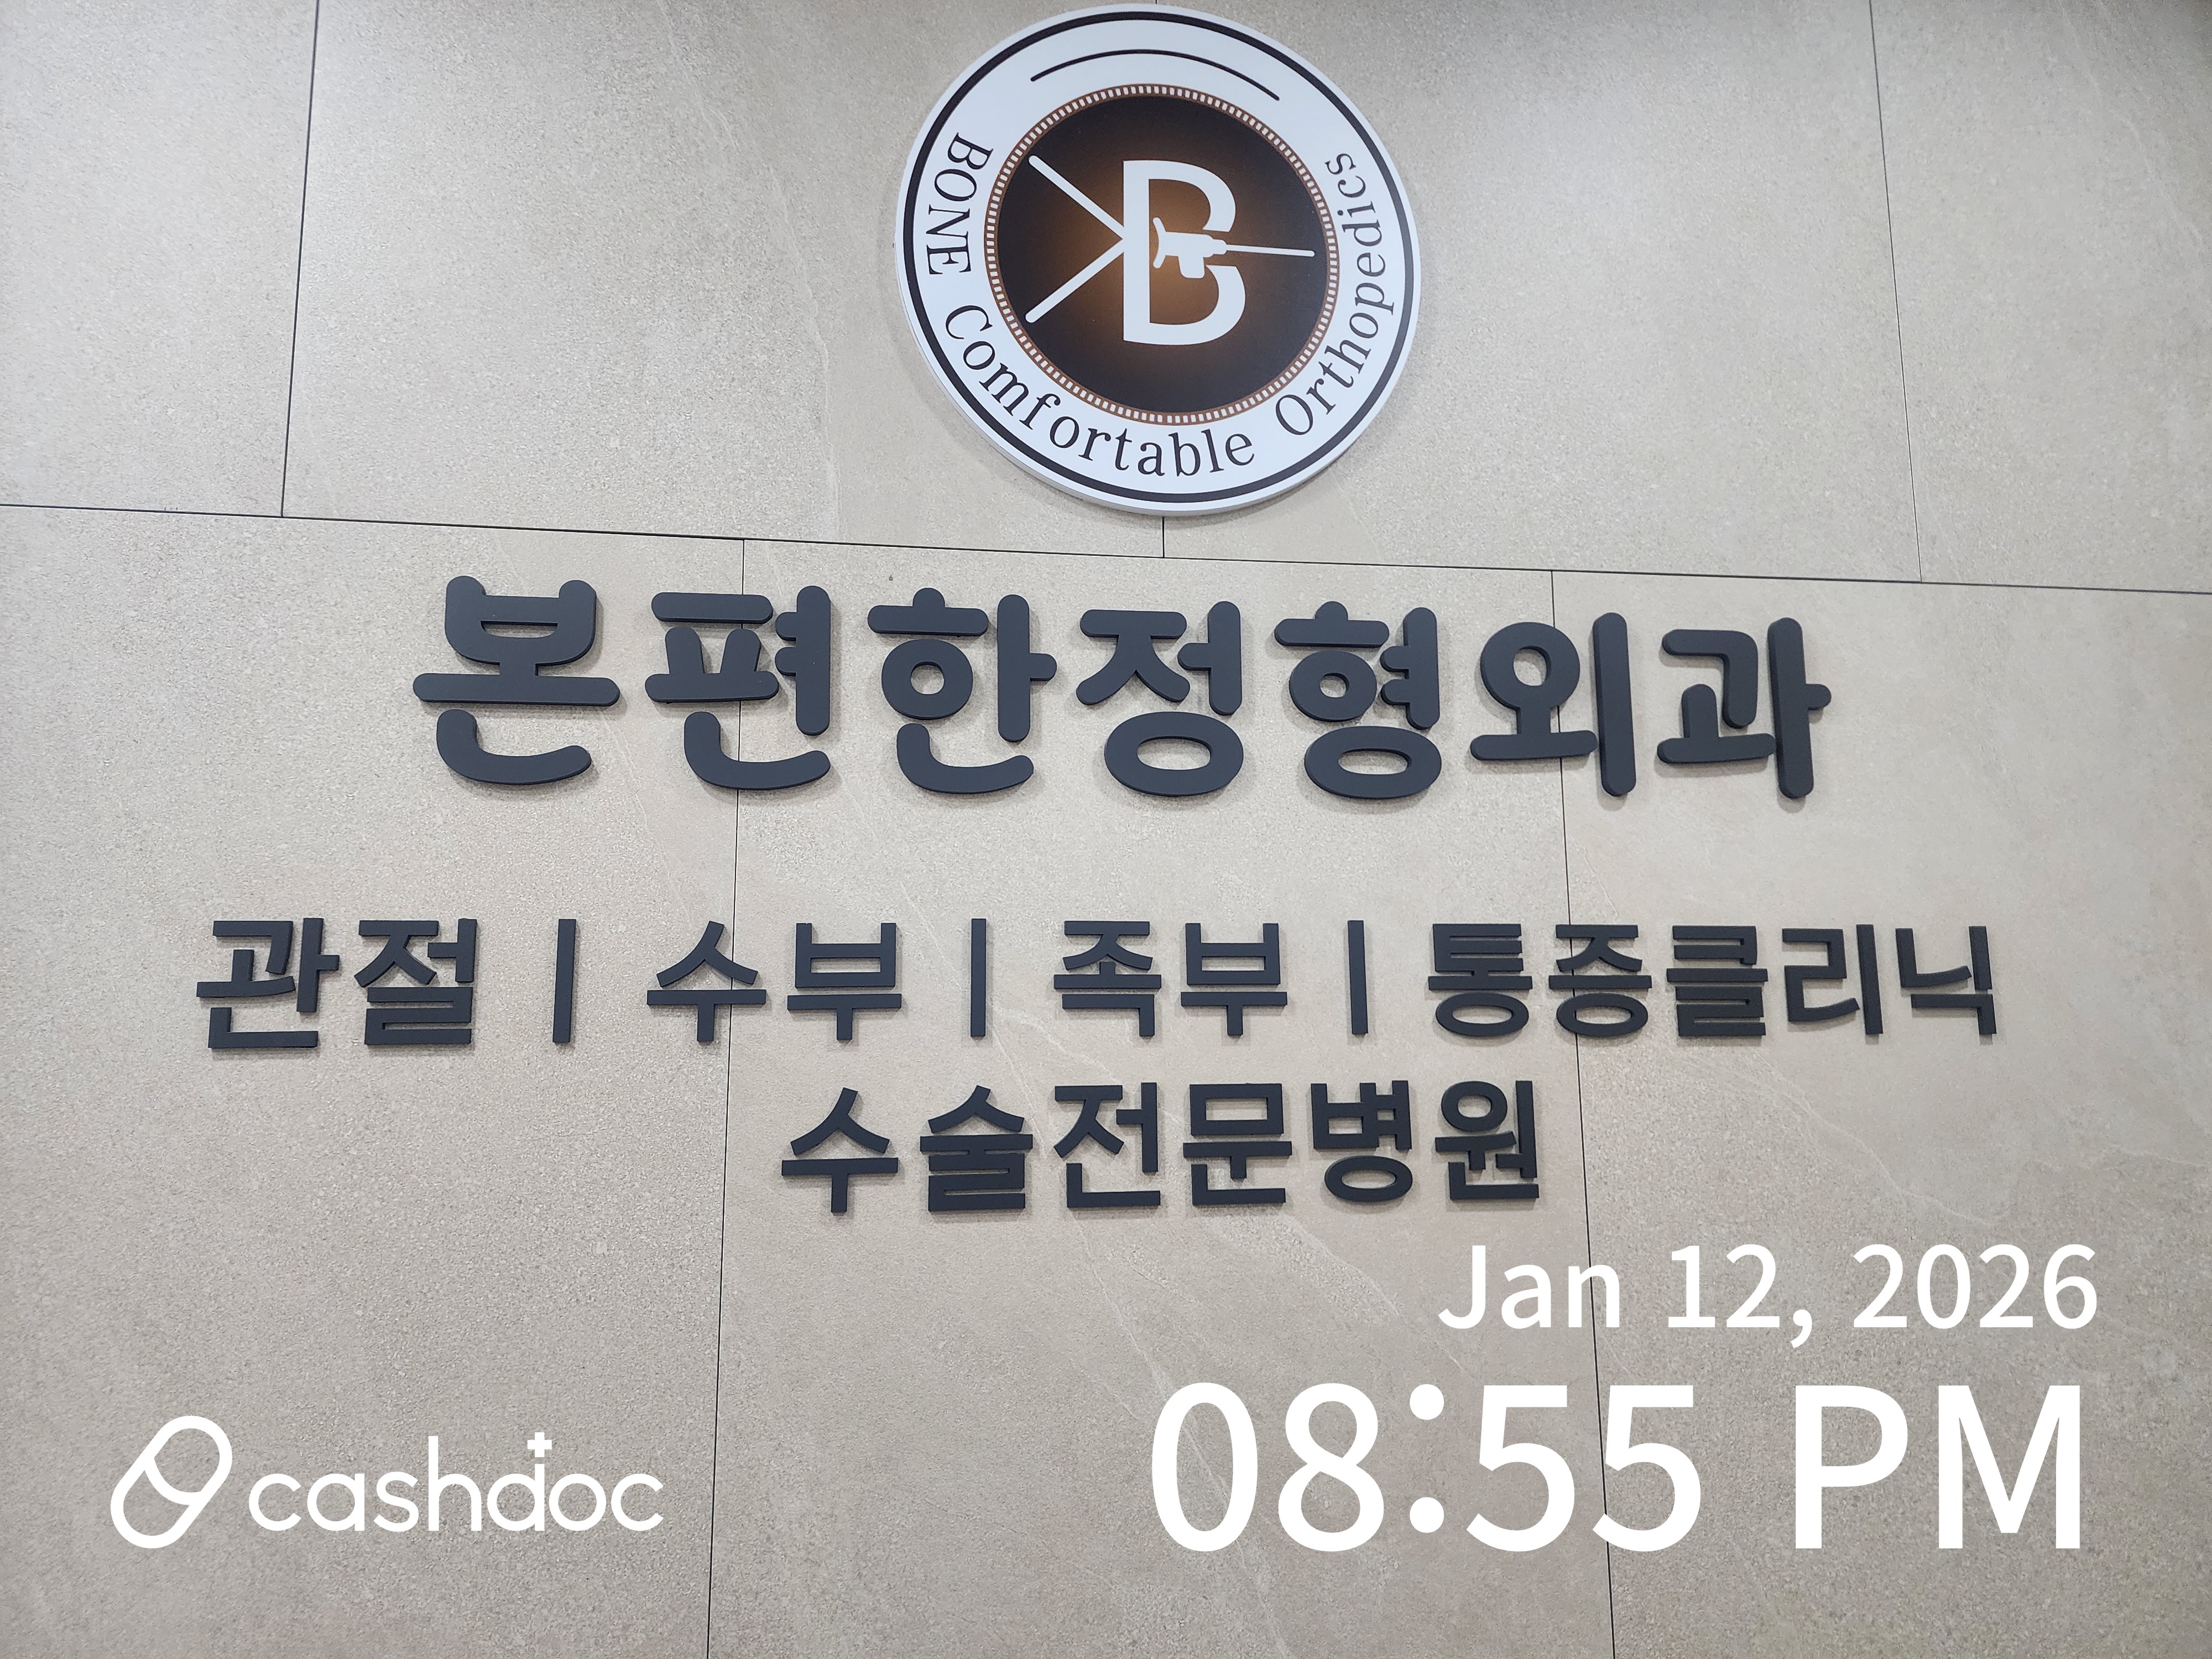 BONE Comfortable Orthopedics
B
본편한정형외과
관절 | 수부 | 족부 | 통증클리닉
수술전문병원
Jan 12, 2026
08:55 PM
cashdoc